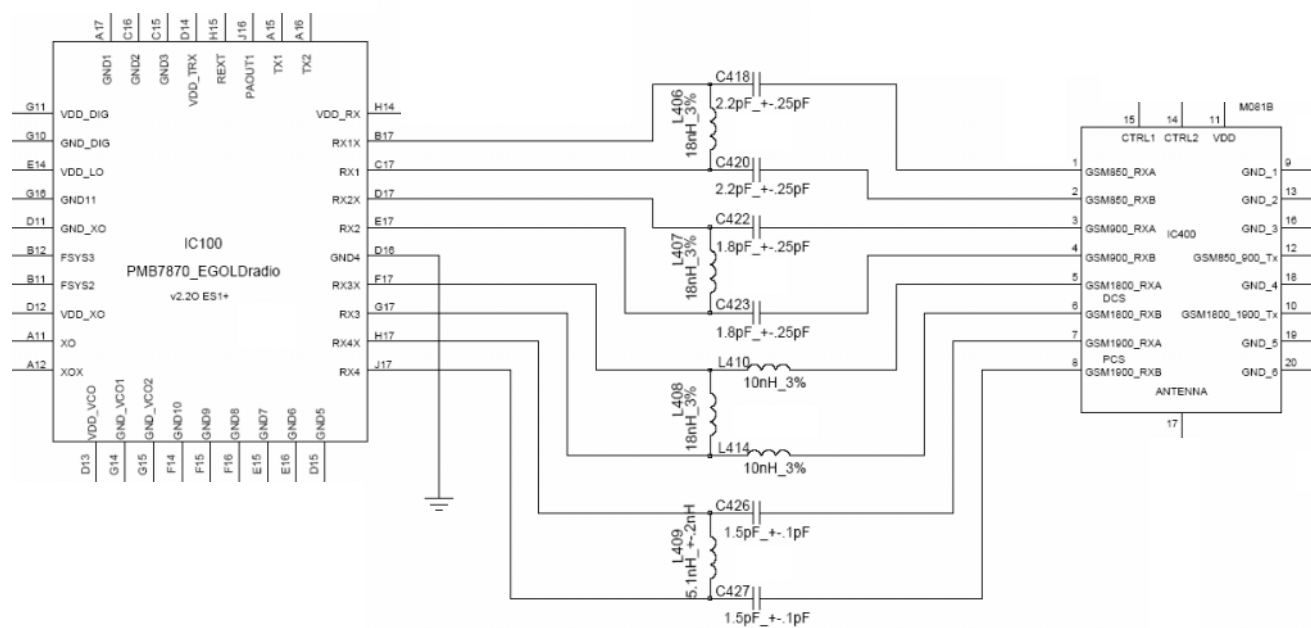 A17
C16
C15
D14
H15
J16
A15
A16
GND1
GND2
GND3
VDD_TRX
REXT
PAOUT1
TX1
TX2
G11
VDD_DIG
G10
GND_DIG
E14
VDD_LO
G16
GND11
D11
GND_XO
B12
FSYS3
B11
FSYS2
D12
VDD_XO
A11
XO
A12
XOX
IC100
PMB7870_EGOLDradio
v2.2O ES1+
VDD_RX
H14
RX1X
B17
RX1
C17
RX2X
D17
RX2
E17
GND4
D16
RX3X
F17
RX3
G17
RX4X
H17
RX4
J17
VDD_VCO
GND_VCO1
GND_VCO2
GND10
GND9
GND8
GND7
GND6
GND5
D13
G14
G15
F14
F15
F16
E15
E16
D15
C418
2.2pF_+-.25pF
L406
18nH_3%
C420
2.2pF_+-.25pF
C422
1.8pF_+-.25pF
L407
18nH_3%
C423
1.8pF_+-.25pF
L410
10nH_3%
L408
18nH_3%
L414
10nH_3%
C426
1.5pF_+-.1pF
L409
5.1nH_+-.2nH
C427
1.5pF_+-.1pF
M081B
15
14
11
CTRL1
CTRL2
VDD
1
GSM850_RXA
2
GSM850_RXB
3
GSM900_RXA
4
GSM900_RXB
5
GSM1800_RXA
DCS
6
GSM1800_RXB
7
GSM1900_RXA
PCS
8
GSM1900_RXB
IC400
GND_1
9
GND_2
13
GND_3
16
GSM850_900_Tx
12
GND_4
18
GSM1800_1900_Tx
10
GND_5
19
GND_6
20
ANTENNA
17